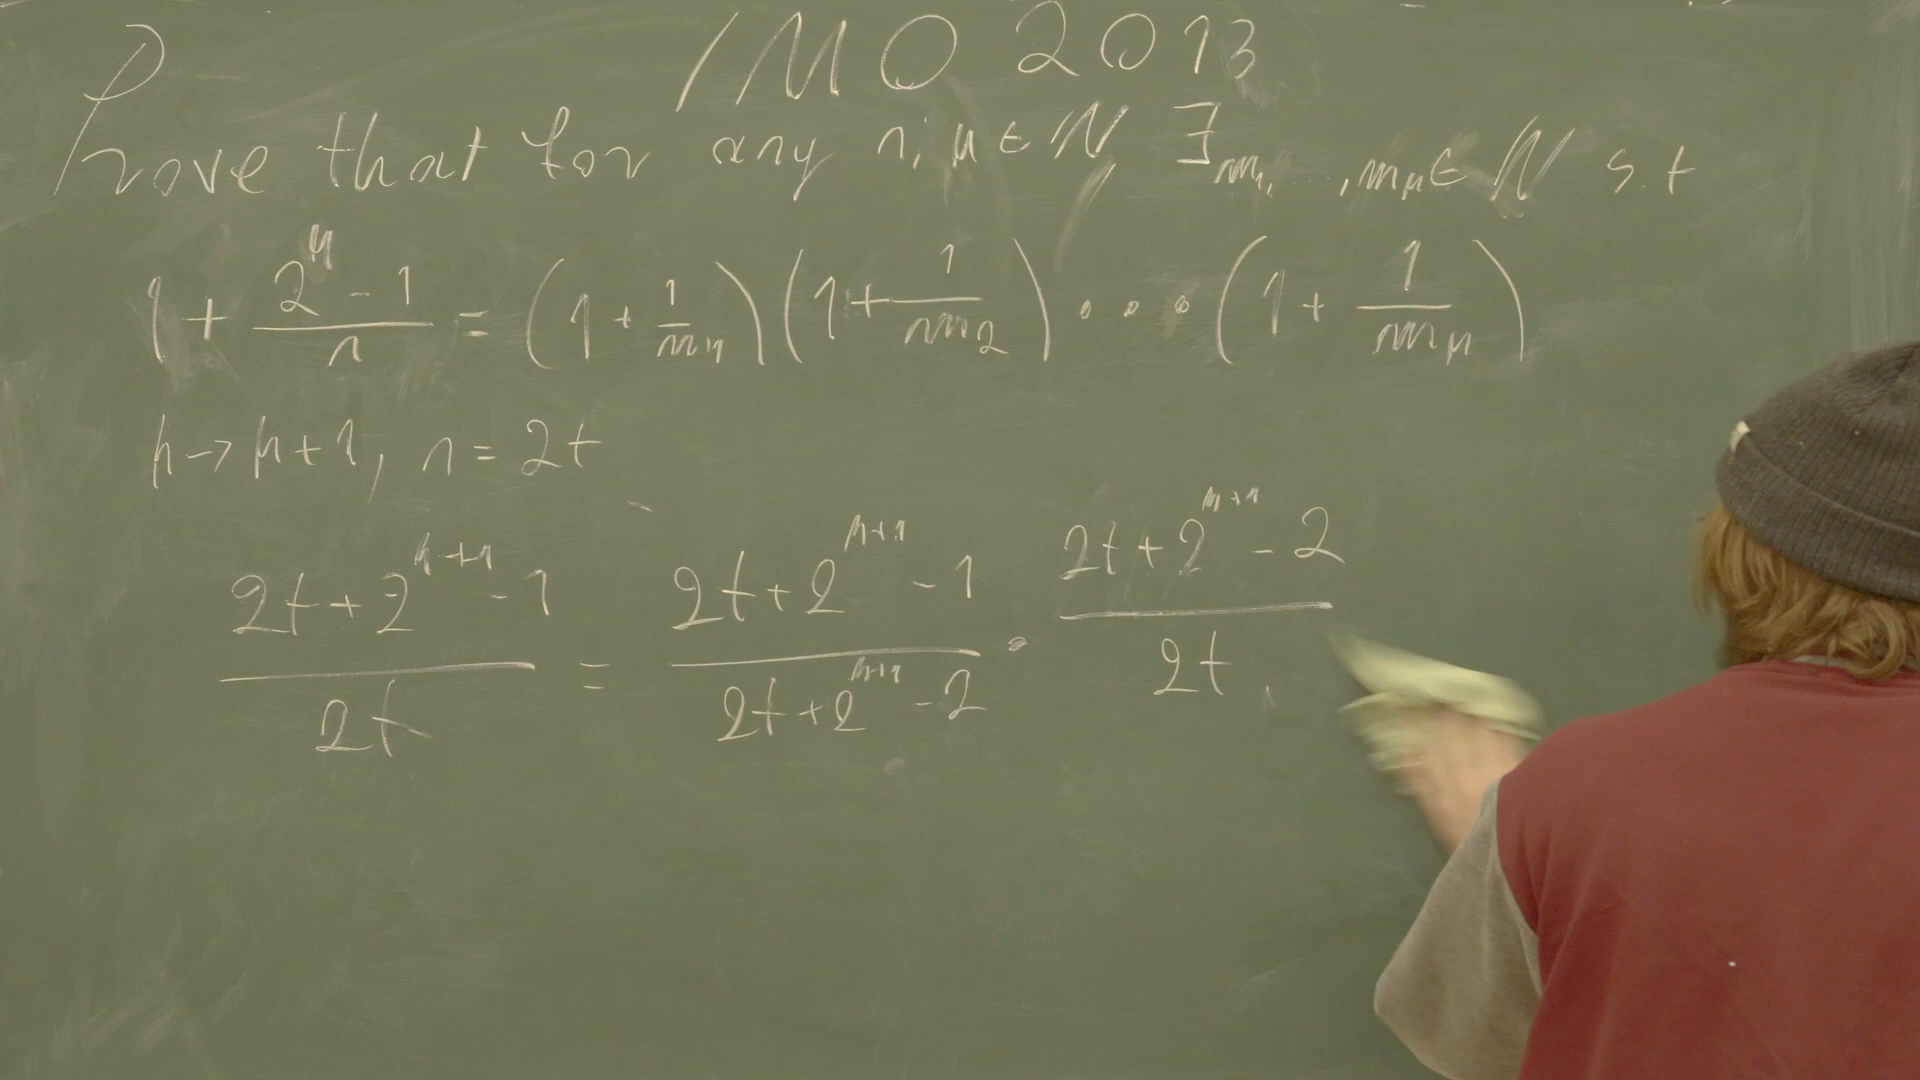 IMO 2013
Prove that for any n, k ∈ ℕ, ∃ m₁, , mₖ ∈ ℕ s.t
1 + (2^k - 1)/n = (1 + 1/m₁)(1 + 1/m₂) ... (1 + 1/mₖ)
k → k+1, n = 2t
(2t + 2^(k+1) - 1)/(2t) = (2t + 2^(k+1) - 1)/(2t + 2^(k+1) - 2) · (2t + 2^(k+1) - 2)/(2t)